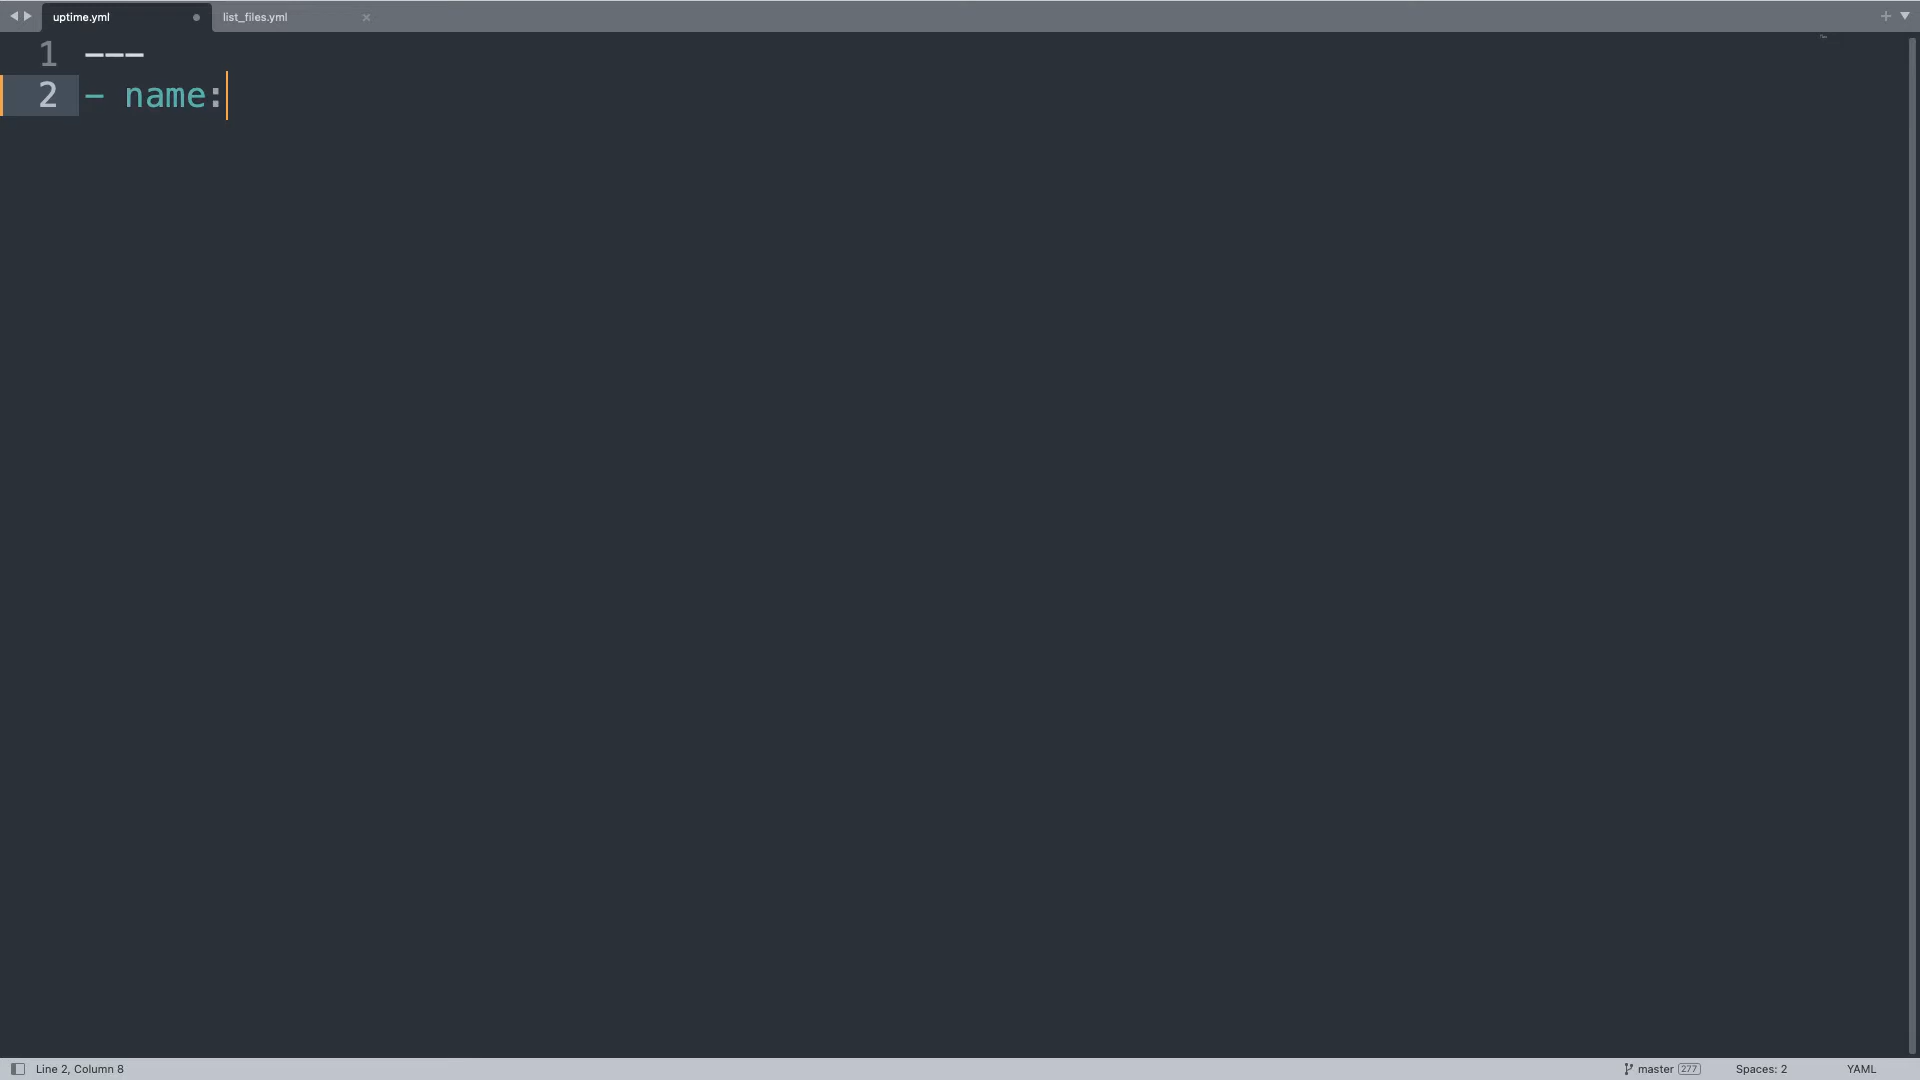 uptime.yml
list_files.yml
1 ---
2 - name:
Line 2, Column 8
master 277
Spaces: 2
YAML